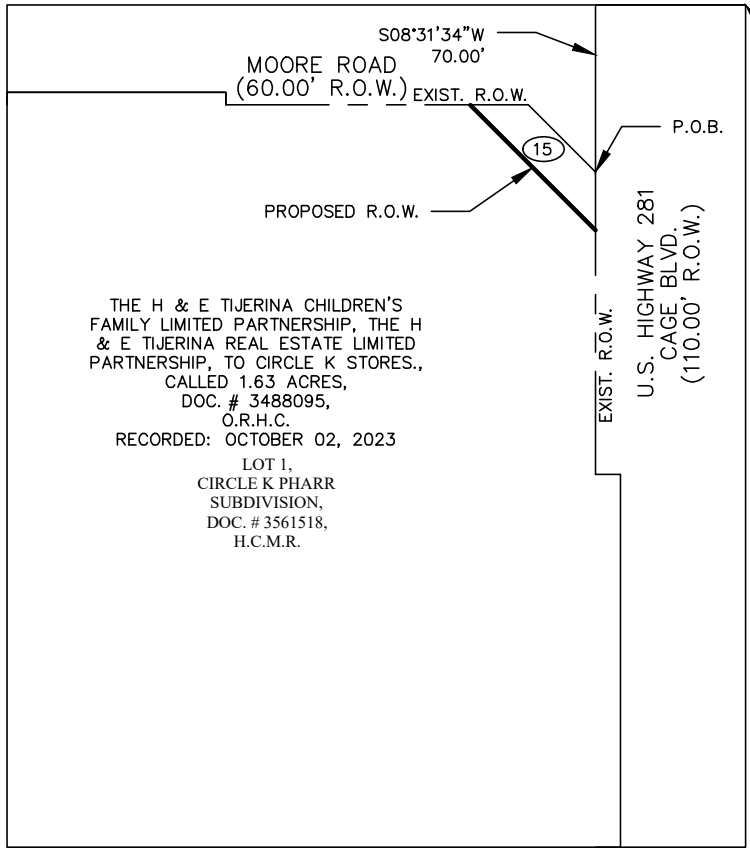 S08°31'34"W
70.00'
MOORE ROAD
(60.00' R.O.W.)
EXIST. R.O.W.
P.O.B.
15
PROPOSED R.O.W.
U.S. HIGHWAY 281
CAGE BLVD.
(110.00' R.O.W.)
EXIST. R.O.W.
THE H & E TIJERINA CHILDREN'S
FAMILY LIMITED PARTNERSHIP, THE H
& E TIJERINA REAL ESTATE LIMITED
PARTNERSHIP, TO CIRCLE K STORES.,
CALLED 1.63 ACRES,
DOC. # 3488095,
O.R.H.C.
RECORDED: OCTOBER 02, 2023
LOT 1,
CIRCLE K PHARR
SUBDIVISION,
DOC. # 3561518,
H.C.M.R.